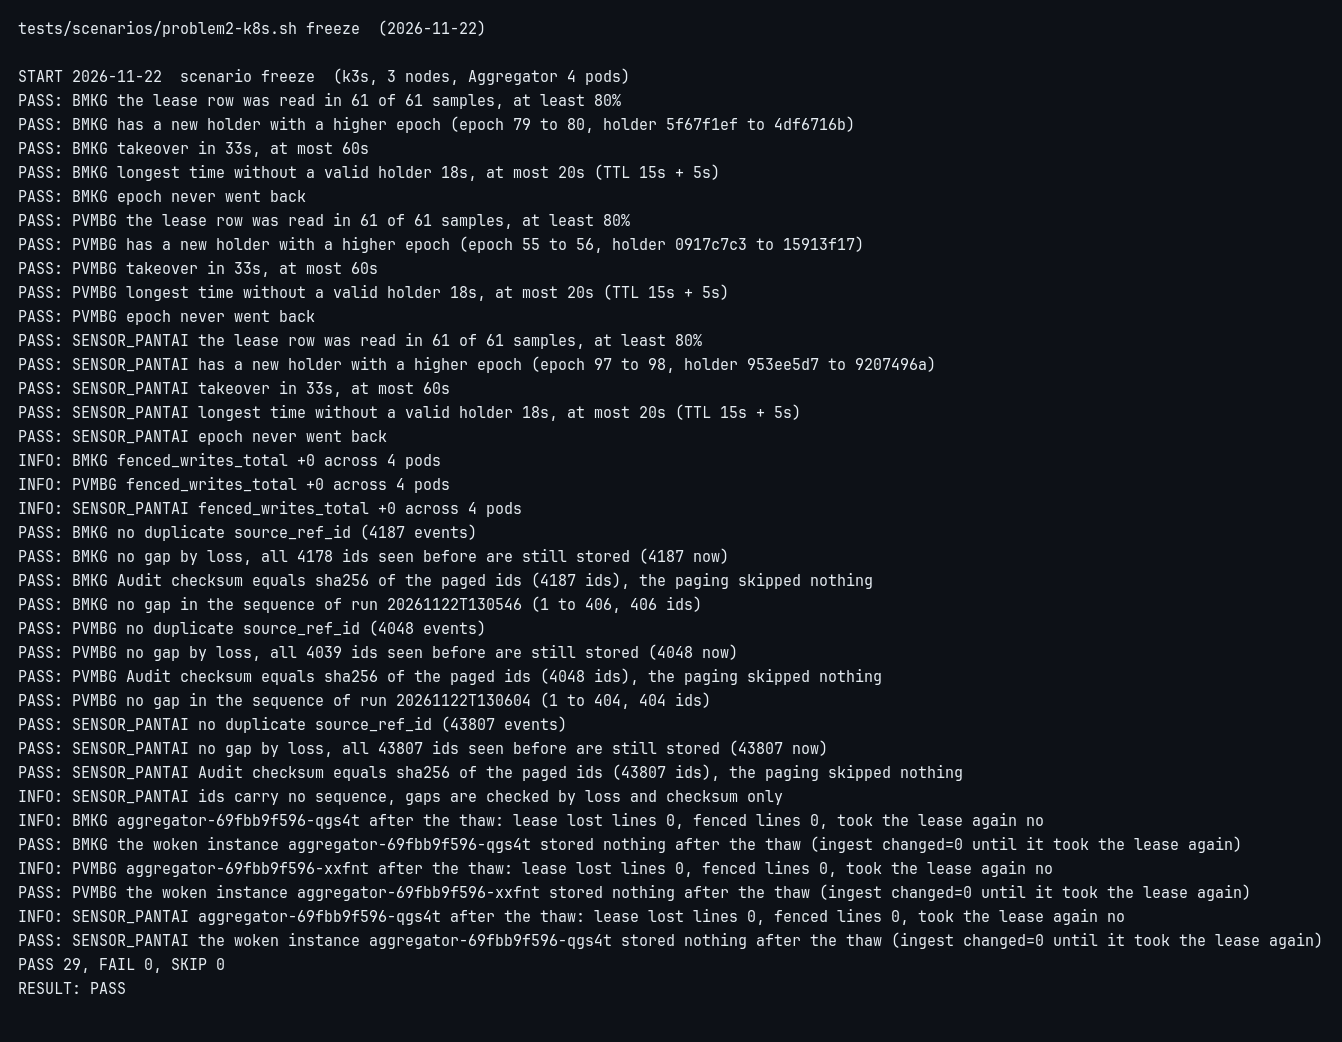 tests/scenarios/problem2-k8s.sh freeze  (2026-11-22)
START 2026-11-22  scenario freeze  (k3s, 3 nodes, Aggregator 4 pods)
PASS: BMKG the lease row was read in 61 of 61 samples, at least 80%
PASS: BMKG has a new holder with a higher epoch (epoch 79 to 80, holder 5f67f1ef to 4df6716b)
PASS: BMKG takeover in 33s, at most 60s
PASS: BMKG longest time without a valid holder 18s, at most 20s (TTL 15s + 5s)
PASS: BMKG epoch never went back
PASS: PVMBG the lease row was read in 61 of 61 samples, at least 80%
PASS: PVMBG has a new holder with a higher epoch (epoch 55 to 56, holder 0917c7c3 to 15913f17)
PASS: PVMBG takeover in 33s, at most 60s
PASS: PVMBG longest time without a valid holder 18s, at most 20s (TTL 15s + 5s)
PASS: PVMBG epoch never went back
PASS: SENSOR_PANTAI the lease row was read in 61 of 61 samples, at least 80%
PASS: SENSOR_PANTAI has a new holder with a higher epoch (epoch 97 to 98, holder 953ee5d7 to 9207496a)
PASS: SENSOR_PANTAI takeover in 33s, at most 60s
PASS: SENSOR_PANTAI longest time without a valid holder 18s, at most 20s (TTL 15s + 5s)
PASS: SENSOR_PANTAI epoch never went back
INFO: BMKG fenced_writes_total +0 across 4 pods
INFO: PVMBG fenced_writes_total +0 across 4 pods
INFO: SENSOR_PANTAI fenced_writes_total +0 across 4 pods
PASS: BMKG no duplicate source_ref_id (4187 events)
PASS: BMKG no gap by loss, all 4178 ids seen before are still stored (4187 now)
PASS: BMKG Audit checksum equals sha256 of the paged ids (4187 ids), the paging skipped nothing
PASS: BMKG no gap in the sequence of run 20261122T130546 (1 to 406, 406 ids)
PASS: PVMBG no duplicate source_ref_id (4048 events)
PASS: PVMBG no gap by loss, all 4039 ids seen before are still stored (4048 now)
PASS: PVMBG Audit checksum equals sha256 of the paged ids (4048 ids), the paging skipped nothing
PASS: PVMBG no gap in the sequence of run 20261122T130604 (1 to 404, 404 ids)
PASS: SENSOR_PANTAI no duplicate source_ref_id (43807 events)
PASS: SENSOR_PANTAI no gap by loss, all 43807 ids seen before are still stored (43807 now)
PASS: SENSOR_PANTAI Audit checksum equals sha256 of the paged ids (43807 ids), the paging skipped nothing
INFO: SENSOR_PANTAI ids carry no sequence, gaps are checked by loss and checksum only
INFO: BMKG aggregator-69fbb9f596-qgs4t after the thaw: lease lost lines 0, fenced lines 0, took the lease again no
PASS: BMKG the woken instance aggregator-69fbb9f596-qgs4t stored nothing after the thaw (ingest changed=0 until it took the lease again)
INFO: PVMBG aggregator-69fbb9f596-xxfnt after the thaw: lease lost lines 0, fenced lines 0, took the lease again no
PASS: PVMBG the woken instance aggregator-69fbb9f596-xxfnt stored nothing after the thaw (ingest changed=0 until it took the lease again)
INFO: SENSOR_PANTAI aggregator-69fbb9f596-qgs4t after the thaw: lease lost lines 0, fenced lines 0, took the lease again no
PASS: SENSOR_PANTAI the woken instance aggregator-69fbb9f596-qgs4t stored nothing after the thaw (ingest changed=0 until it took the lease again)
PASS 29, FAIL 0, SKIP 0
RESULT: PASS